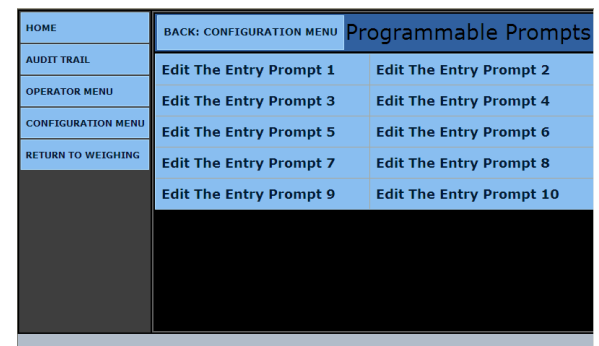 HOME
AUDIT TRAIL
OPERATOR MENU
CONFIGURATION MENU
RETURN TO WEIGHING
BACK: CONFIGURATION MENU Programmable Prompts
Edit The Entry Prompt 1 Edit The Entry Prompt 2
Edit The Entry Prompt 3 Edit The Entry Prompt 4
Edit The Entry Prompt 5 Edit The Entry Prompt 6
Edit The Entry Prompt 7 Edit The Entry Prompt 8
Edit The Entry Prompt 9 Edit The Entry Prompt 10